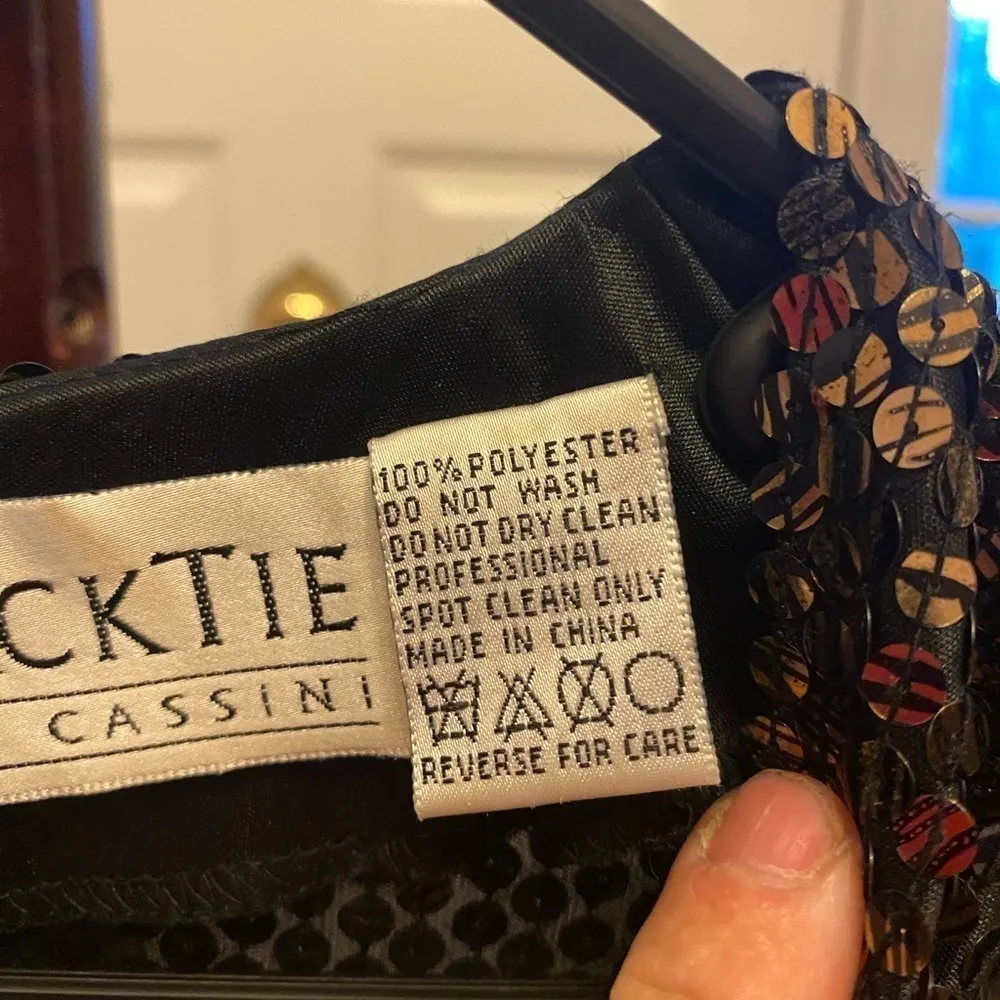 CKTIE
CASSINI
100% POLYESTER
DO NOT WASH
DO NOT DRY CLEAN
PROFESSIONAL
SPOT CLEAN ONLY
MADE IN CHINA
REVERSE FOR CARE